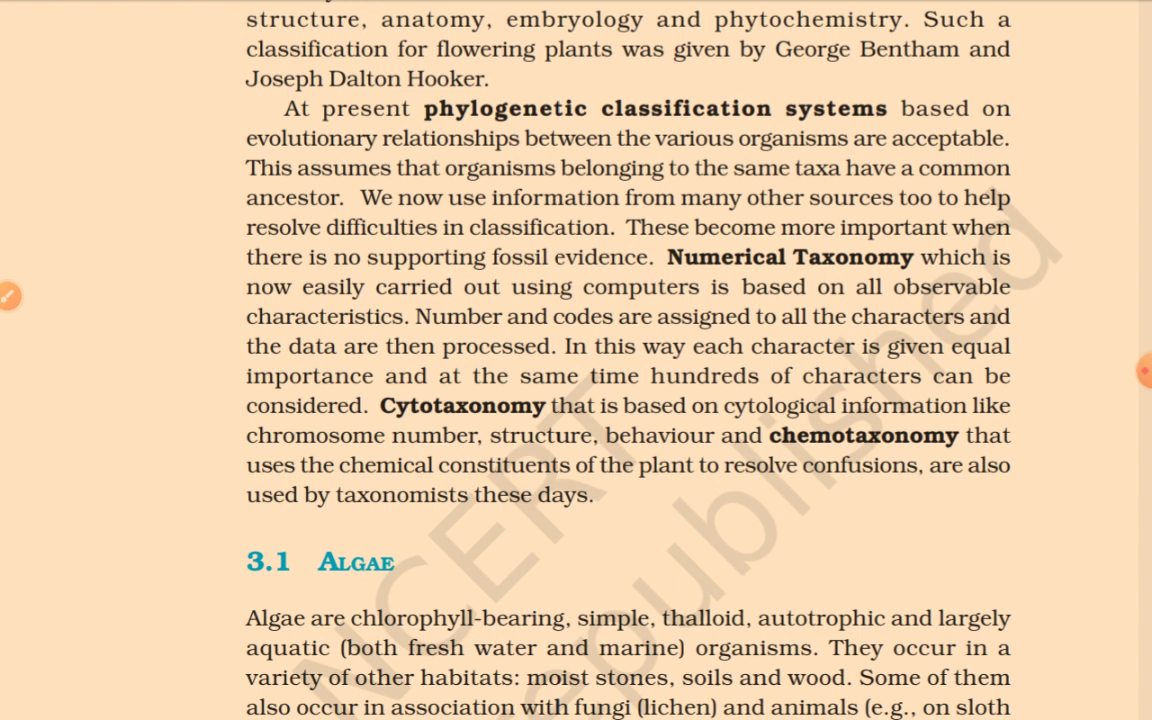 structure, anatomy, embryology and phytochemistry. Such a
classification for flowering plants was given by George Bentham and
Joseph Dalton Hooker.
At present phylogenetic classification systems based on
evolutionary relationships between the various organisms are acceptable.
This assumes that organisms belonging to the same taxa have a common
ancestor. We now use information from many other sources too to help
resolve difficulties in classification. These become more important when
there is no supporting fossil evidence. Numerical Taxonomy which is
now easily carried out using computers is based on all observable
characteristics. Number and codes are assigned to all the characters and
the data are then processed. In this way each character is given equal
importance and at the same time hundreds of characters can be
considered. Cytotaxonomy that is based on cytological information like
chromosome number, structure, behaviour and chemotaxonomy that
uses the chemical constituents of the plant to resolve confusions, are also
used by taxonomists these days.
3.1 ALGAE
Algae are chlorophyll-bearing, simple, thalloid, autotrophic and largely
aquatic (both fresh water and marine) organisms. They occur in a
variety of other habitats: moist stones, soils and wood. Some of them
also occur in association with fungi (lichen) and animals (e.g., on sloth
NCERT
republished